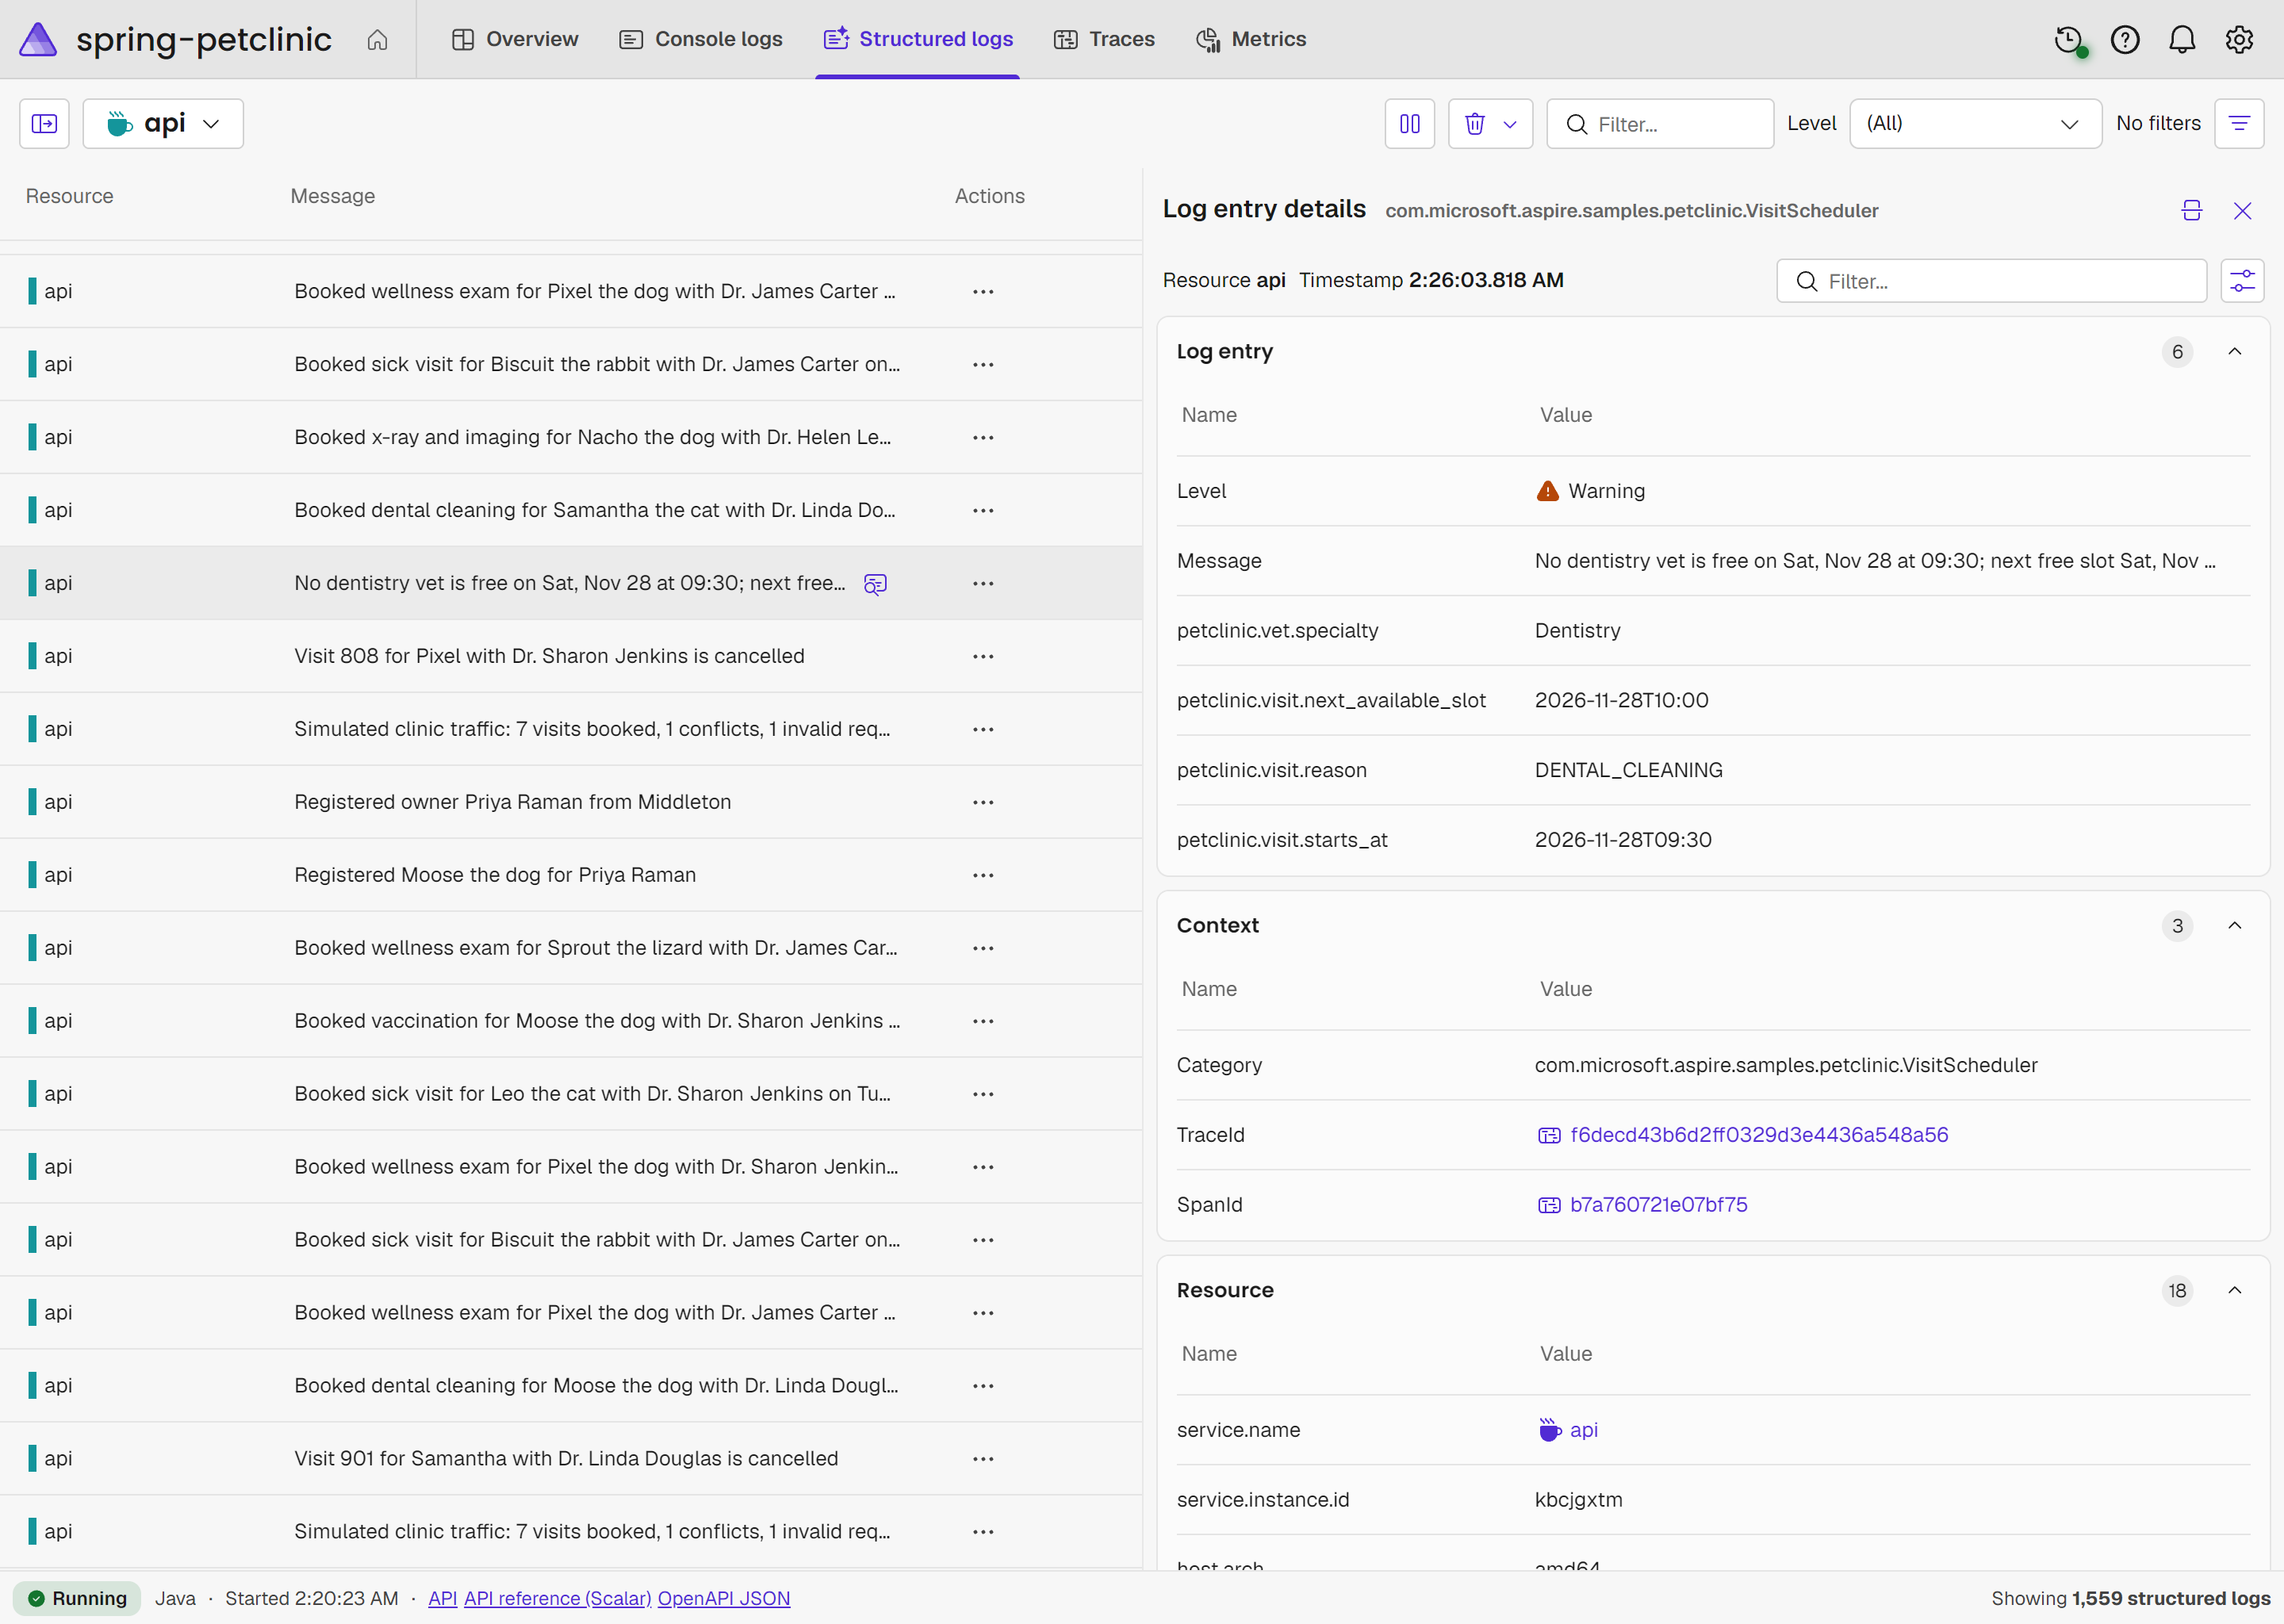 spring-petclinic Overview Console logs Structured logs Traces Metrics
api Filter... Level (All) No filters
Resource Message Actions
api Booked wellness exam for Pixel the dog with Dr. James Carter ...
api Booked sick visit for Biscuit the rabbit with Dr. James Carter on...
api Booked x-ray and imaging for Nacho the dog with Dr. Helen Le...
api Booked dental cleaning for Samantha the cat with Dr. Linda Do...
api No dentistry vet is free on Sat, Nov 28 at 09:30; next free...
api Visit 808 for Pixel with Dr. Sharon Jenkins is cancelled
api Simulated clinic traffic: 7 visits booked, 1 conflicts, 1 invalid req...
api Registered owner Priya Raman from Middleton
api Registered Moose the dog for Priya Raman
api Booked wellness exam for Sprout the lizard with Dr. James Car...
api Booked vaccination for Moose the dog with Dr. Sharon Jenkins ...
api Booked sick visit for Leo the cat with Dr. Sharon Jenkins on Tu...
api Booked wellness exam for Pixel the dog with Dr. Sharon Jenkin...
api Booked sick visit for Biscuit the rabbit with Dr. James Carter on...
api Booked wellness exam for Pixel the dog with Dr. James Carter ...
api Booked dental cleaning for Moose the dog with Dr. Linda Dougl...
api Visit 901 for Samantha with Dr. Linda Douglas is cancelled
api Simulated clinic traffic: 7 visits booked, 1 conflicts, 1 invalid req...
Log entry details com.microsoft.aspire.samples.petclinic.VisitScheduler
Resource api Timestamp 2:26:03.818 AM Filter...
Log entry 6
Name Value
Level Warning
Message No dentistry vet is free on Sat, Nov 28 at 09:30; next free slot Sat, Nov ...
petclinic.vet.specialty Dentistry
petclinic.visit.next_available_slot 2026-11-28T10:00
petclinic.visit.reason DENTAL_CLEANING
petclinic.visit.starts_at 2026-11-28T09:30
Context 3
Name Value
Category com.microsoft.aspire.samples.petclinic.VisitScheduler
TraceId f6decd43b6d2ff0329d3e4436a548a56
SpanId b7a760721e07bf75
Resource 18
Name Value
service.name api
service.instance.id kbcjgxtm
host.arch amd64
Running Java · Started 2:20:23 AM · API API reference (Scalar) OpenAPI JSON
Showing 1,559 structured logs